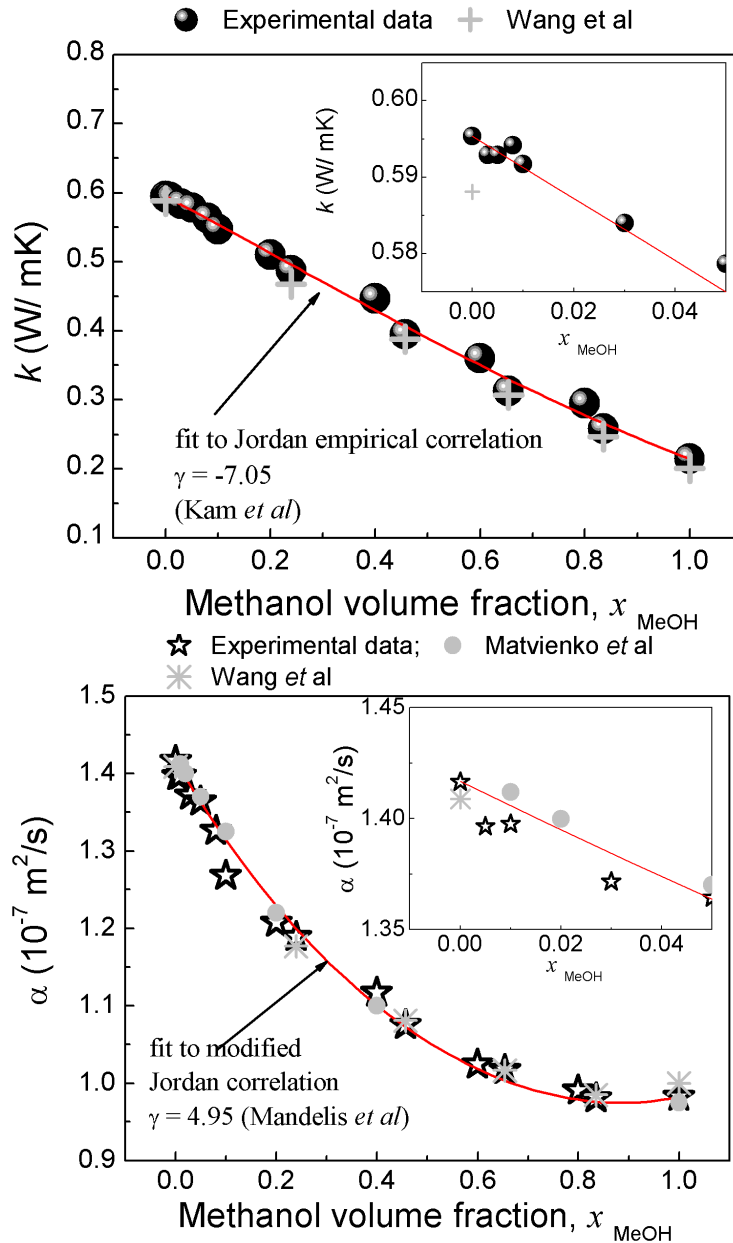 Experimental data Wang et al
0.8
0.7
0.6
0.5
0.4
0.3
0.2
0.1
k (W/ mK)
0.60
0.59
0.58
k (W/ mK)
0.00 0.02 0.04
x MeOH
fit to Jordan empirical correlation
γ = -7.05
(Kam et al)
0.0 0.2 0.4 0.6 0.8 1.0
Methanol volume fraction, x MeOH
Experimental data; Matvienko et al
Wang et al
1.5
1.4
1.3
1.2
1.1
1.0
0.9
α (10⁻⁷ m²/s)
1.45
1.40
1.35
α (10⁻⁷ m²/s)
0.00 0.02 0.04
x MeOH
fit to modified
Jordan correlation
γ = 4.95 (Mandelis et al)
0.0 0.2 0.4 0.6 0.8 1.0
Methanol volume fraction, x MeOH